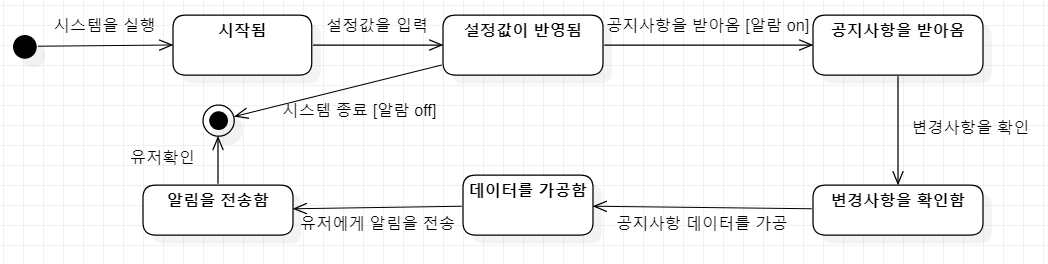 시스템을 실행
시작됨
설정값을 입력
설정값이 반영됨
공지사항을 받아옴 [알람 on]
공지사항을 받아옴
시스템 종료 [알람 off]
변경사항을 확인
유저확인
알림을 전송함
유저에게 알림을 전송
데이터를 가공함
공지사항 데이터를 가공
변경사항을 확인함